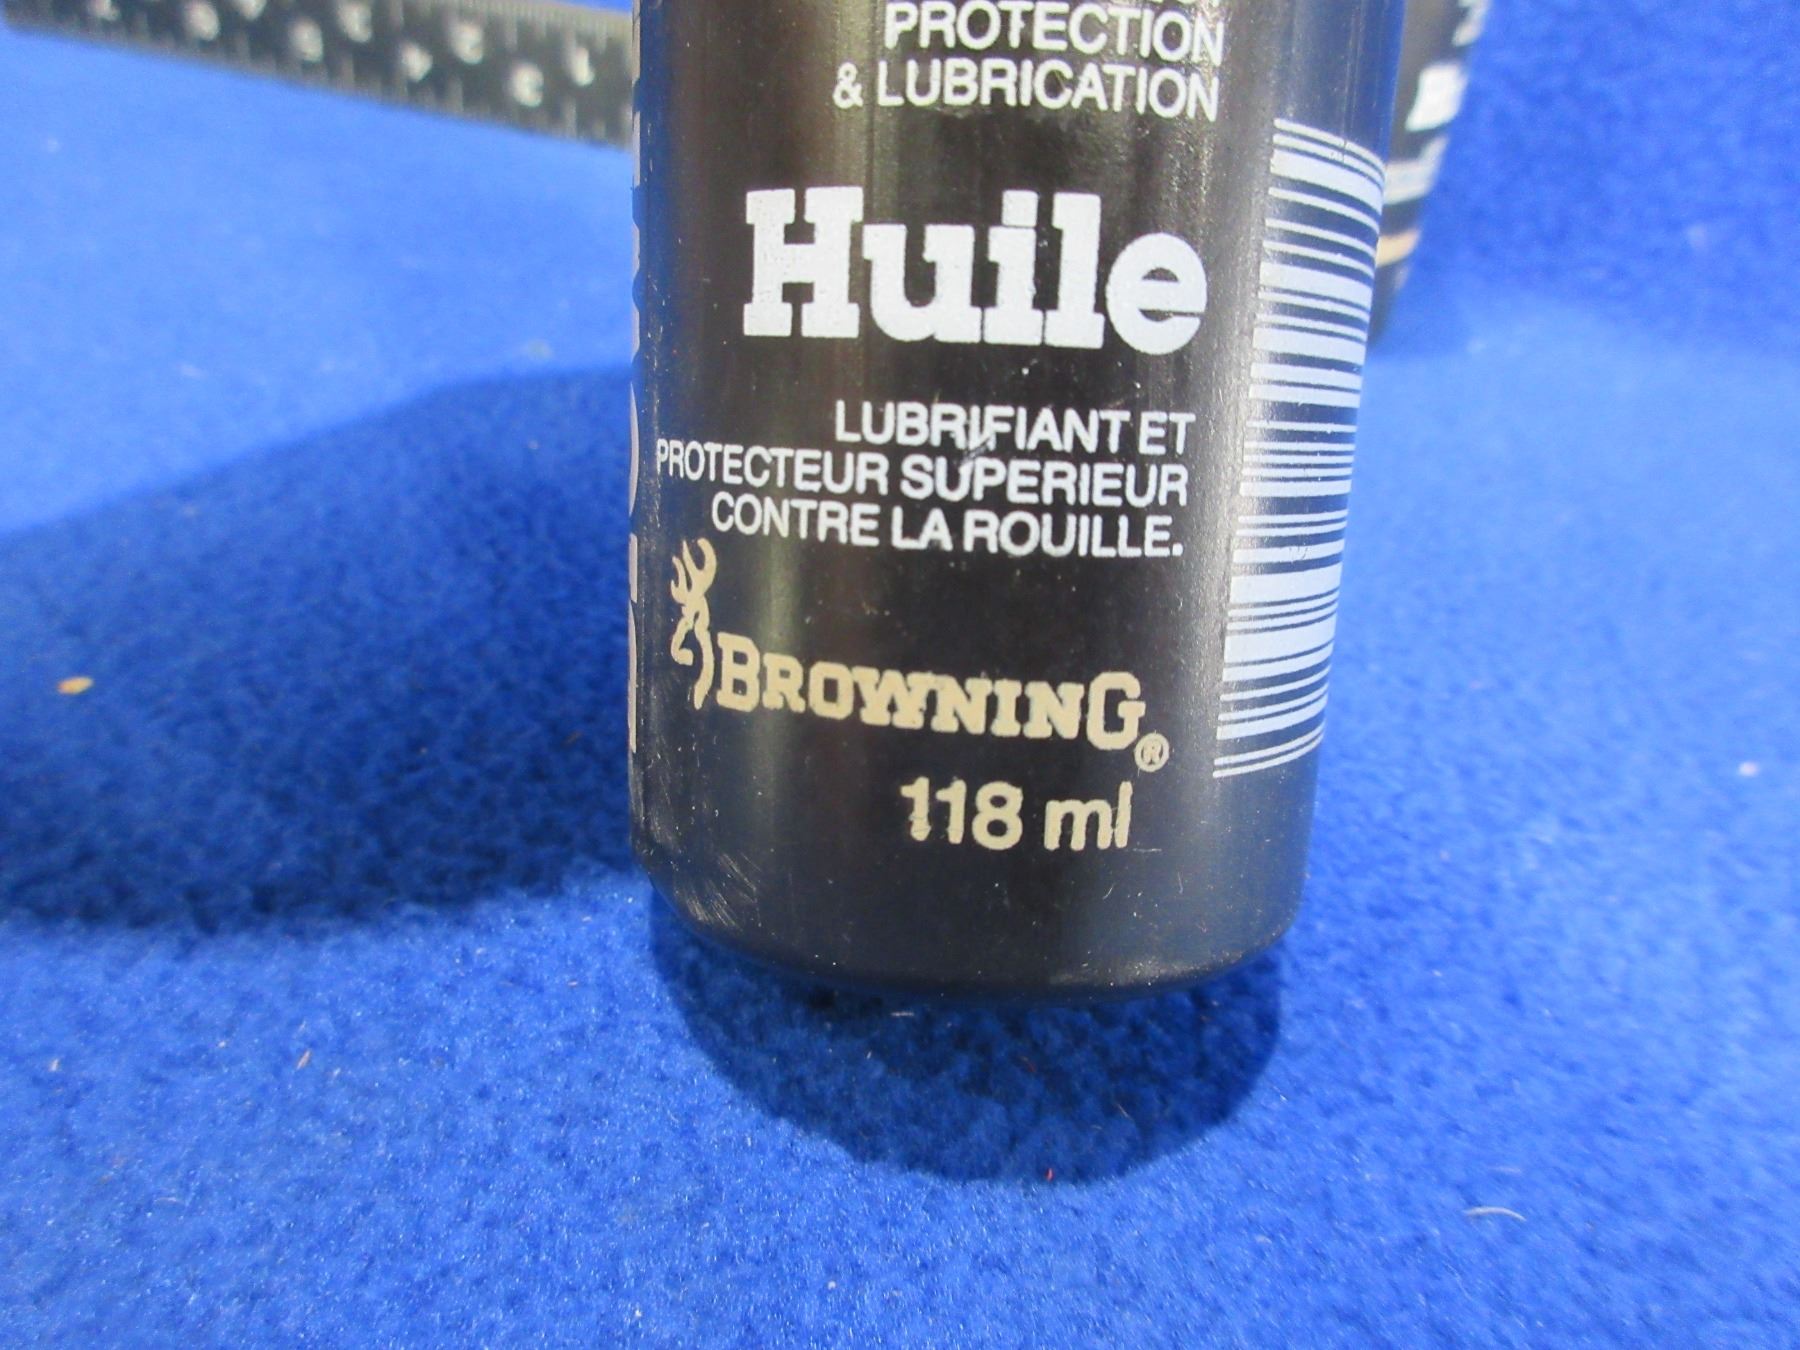 PROTECTION
& LUBRICATION
Huile
LUBRIFIANT ET
PROTECTEUR SUPERIEUR
CONTRE LA ROUILLE.
BROWNING®
118 ml